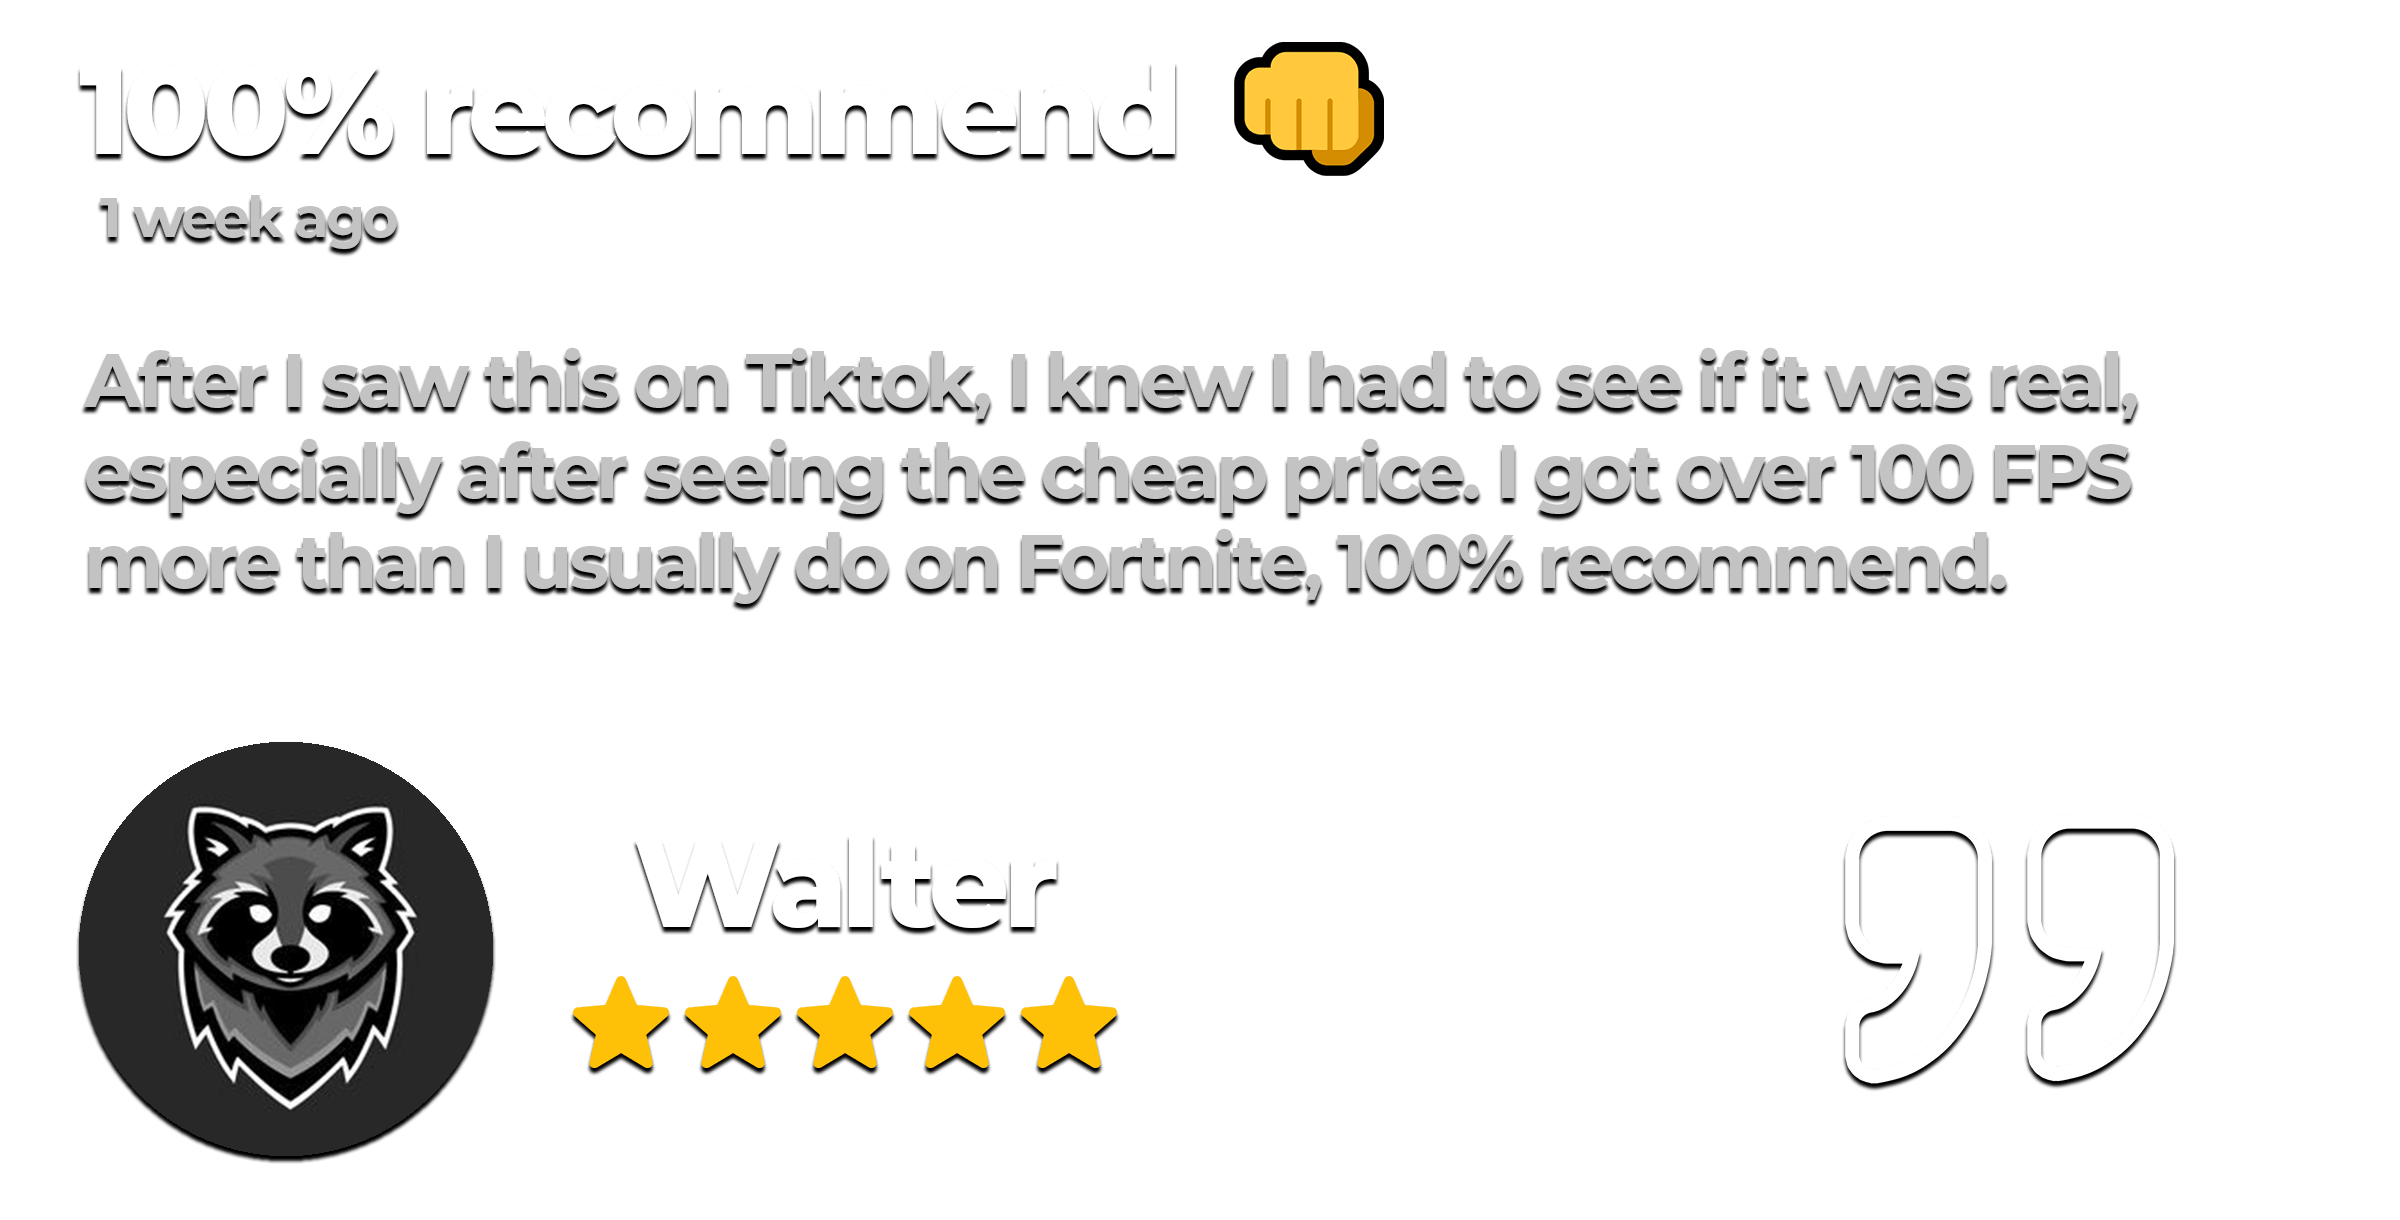 100% recommend 👊
1 week ago
After I saw this on Tiktok, I knew I had to see if it was real,
especially after seeing the cheap price. I got over 100 FPS
more than I usually do on Fortnite, 100% recommend.
Walter